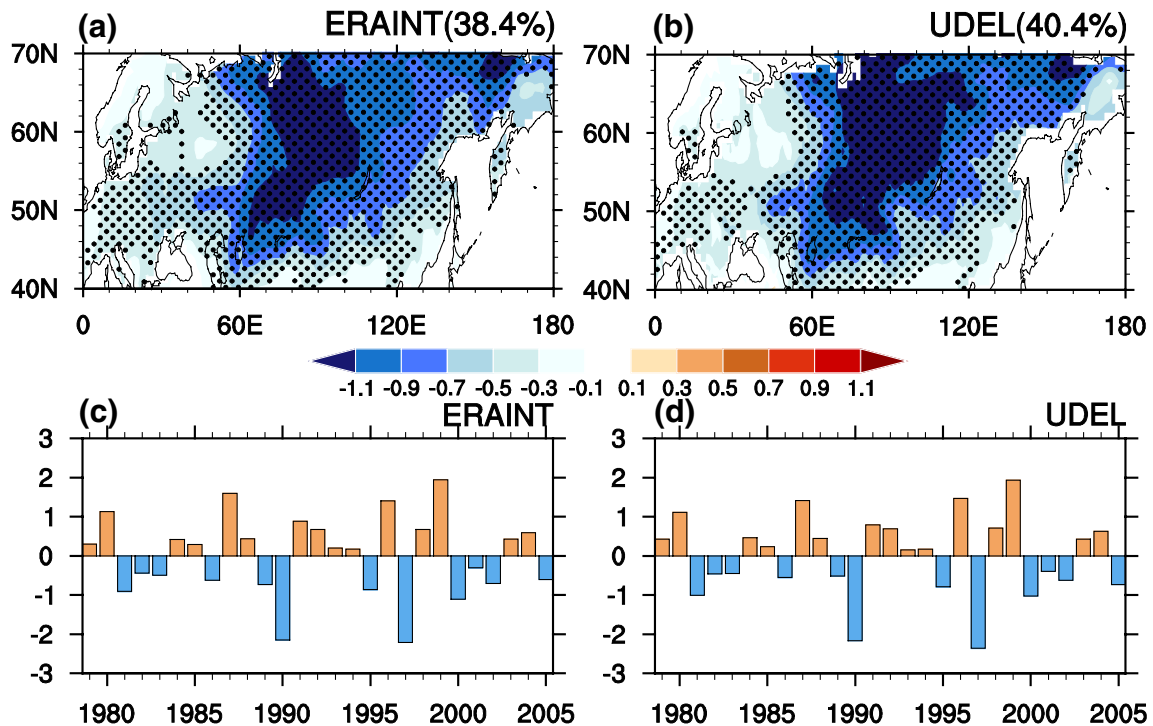 (a) ERAINT(38.4%) (b) UDEL(40.4%)
70N 70N
60N 60N
50N 50N
40N 40N
0 60E 120E 180 0 60E 120E 180
-1.1 -0.9 -0.7 -0.5 -0.3 -0.1 0.1 0.3 0.5 0.7 0.9 1.1
(c) ERAINT (d) UDEL
3 3
2 2
1 1
0 0
-1 -1
-2 -2
-3 -3
1980 1985 1990 1995 2000 2005 1980 1985 1990 1995 2000 2005